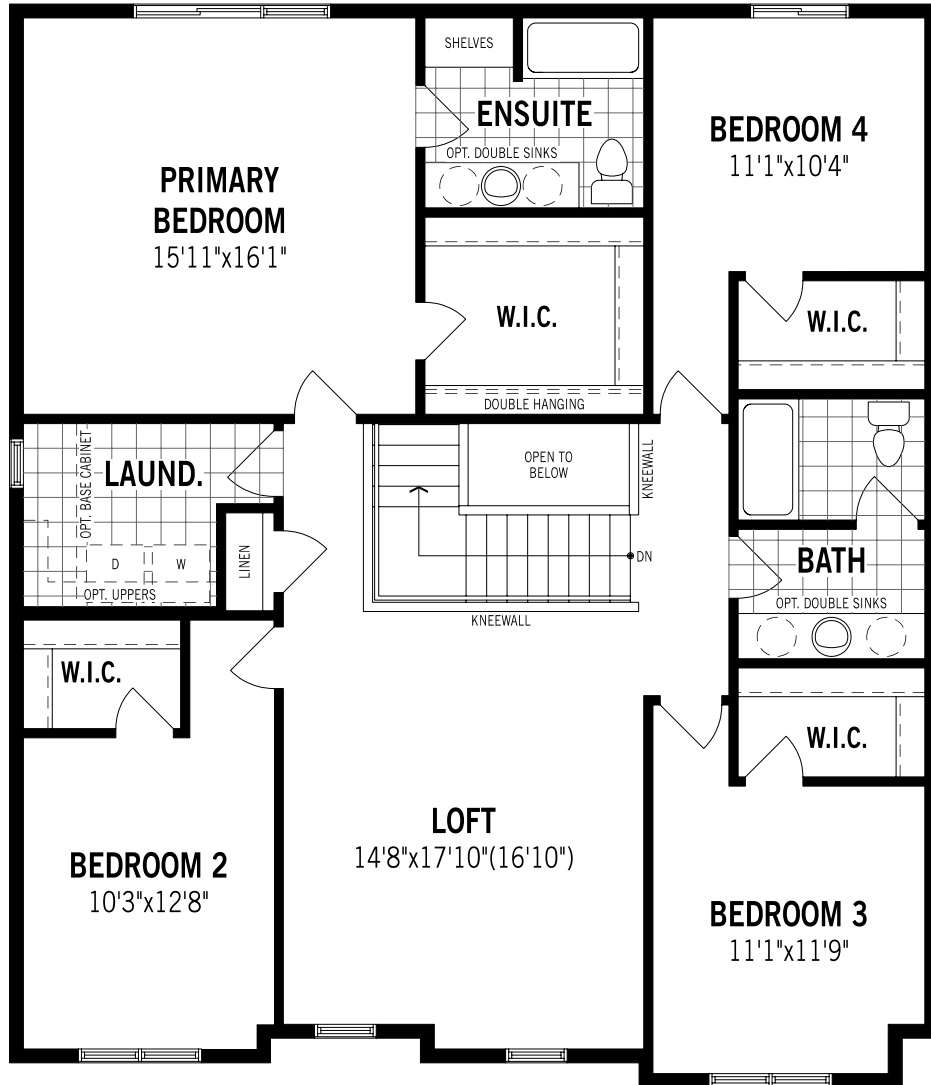 SHELVES
ENSUITE
OPT. DOUBLE SINKS
BEDROOM 4
11'1"x10'4"
PRIMARY
BEDROOM
15'11"x16'1"
W.I.C.
DOUBLE HANGING
W.I.C.
OPT. BASE CABINET
LAUND.
D
W
OPT. UPPERS
LINEN
OPEN TO
BELOW
KNEEWALL
DN
KNEEWALL
BATH
OPT. DOUBLE SINKS
W.I.C.
W.I.C.
LOFT
14'8"x17'10"(16'10")
BEDROOM 2
10'3"x12'8"
BEDROOM 3
11'1"x11'9"